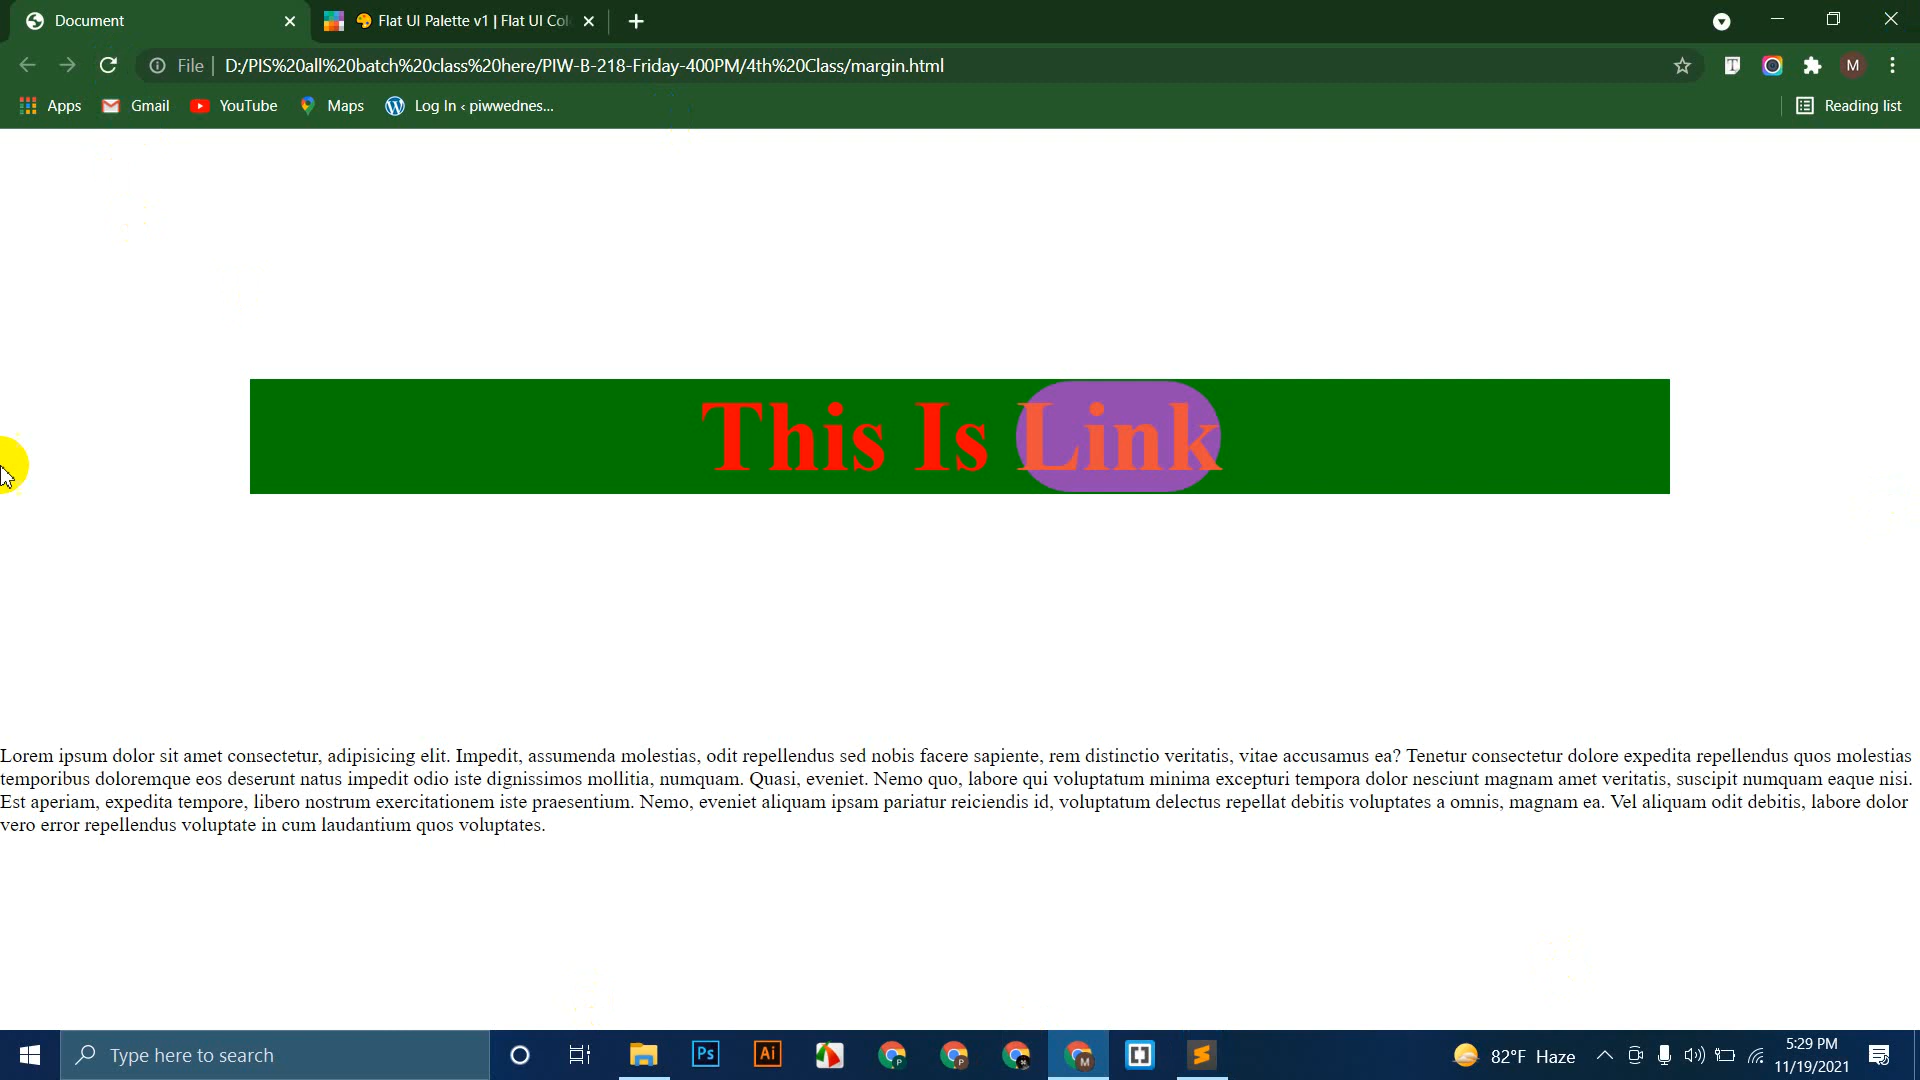 Document
Flat UI Palette v1 | Flat UI Col
File
D:/PIS%20all%20batch%20class%20here/PIW-B-218-Friday-400PM/4th%20Class/margin.html
M
Apps
Gmail
YouTube
Maps
Log In ‹ piwwednes...
Reading list
This Is Link
Lorem ipsum dolor sit amet consectetur, adipisicing elit. Impedit, assumenda molestias, odit repellendus sed nobis facere sapiente, rem distinctio veritatis, vitae accusamus ea? Tenetur consectetur dolore expedita repellendus quos molestias
temporibus doloremque eos deserunt natus impedit odio iste dignissimos mollitia, numquam. Quasi, eveniet. Nemo quo, labore qui voluptatum minima excepturi tempora dolor nesciunt magnam amet veritatis, suscipit numquam eaque nisi.
Est aperiam, expedita tempore, libero nostrum exercitationem iste praesentium. Nemo, eveniet aliquam ipsam pariatur reiciendis id, voluptatum delectus repellat debitis voluptates a omnis, magnam ea. Vel aliquam odit debitis, labore dolor
vero error repellendus voluptate in cum laudantium quos voluptates.
Type here to search
Ps
Ai
82°F Haze
5:29 PM
11/19/2021